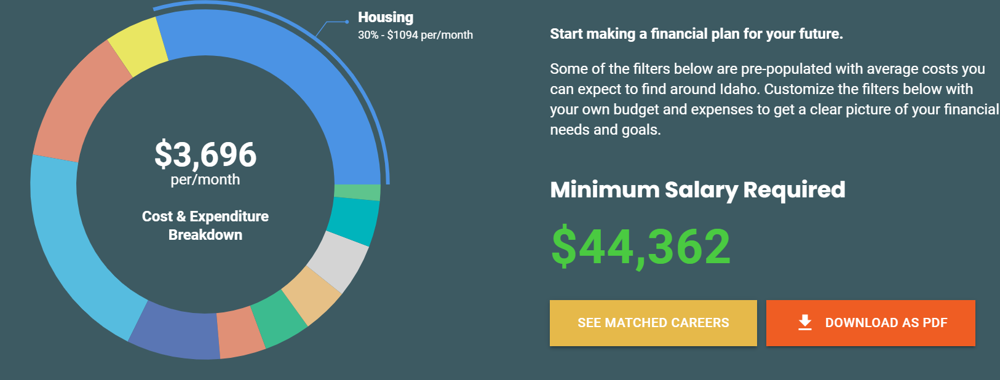 Housing
30% - $1094 per/month
$3,696
per/month
Cost & Expenditure
Breakdown
Start making a financial plan for your future.
Some of the filters below are pre-populated with average costs you
can expect to find around Idaho. Customize the filters below with
your own budget and expenses to get a clear picture of your financial
needs and goals.
Minimum Salary Required
$44,362
SEE MATCHED CAREERS
DOWNLOAD AS PDF